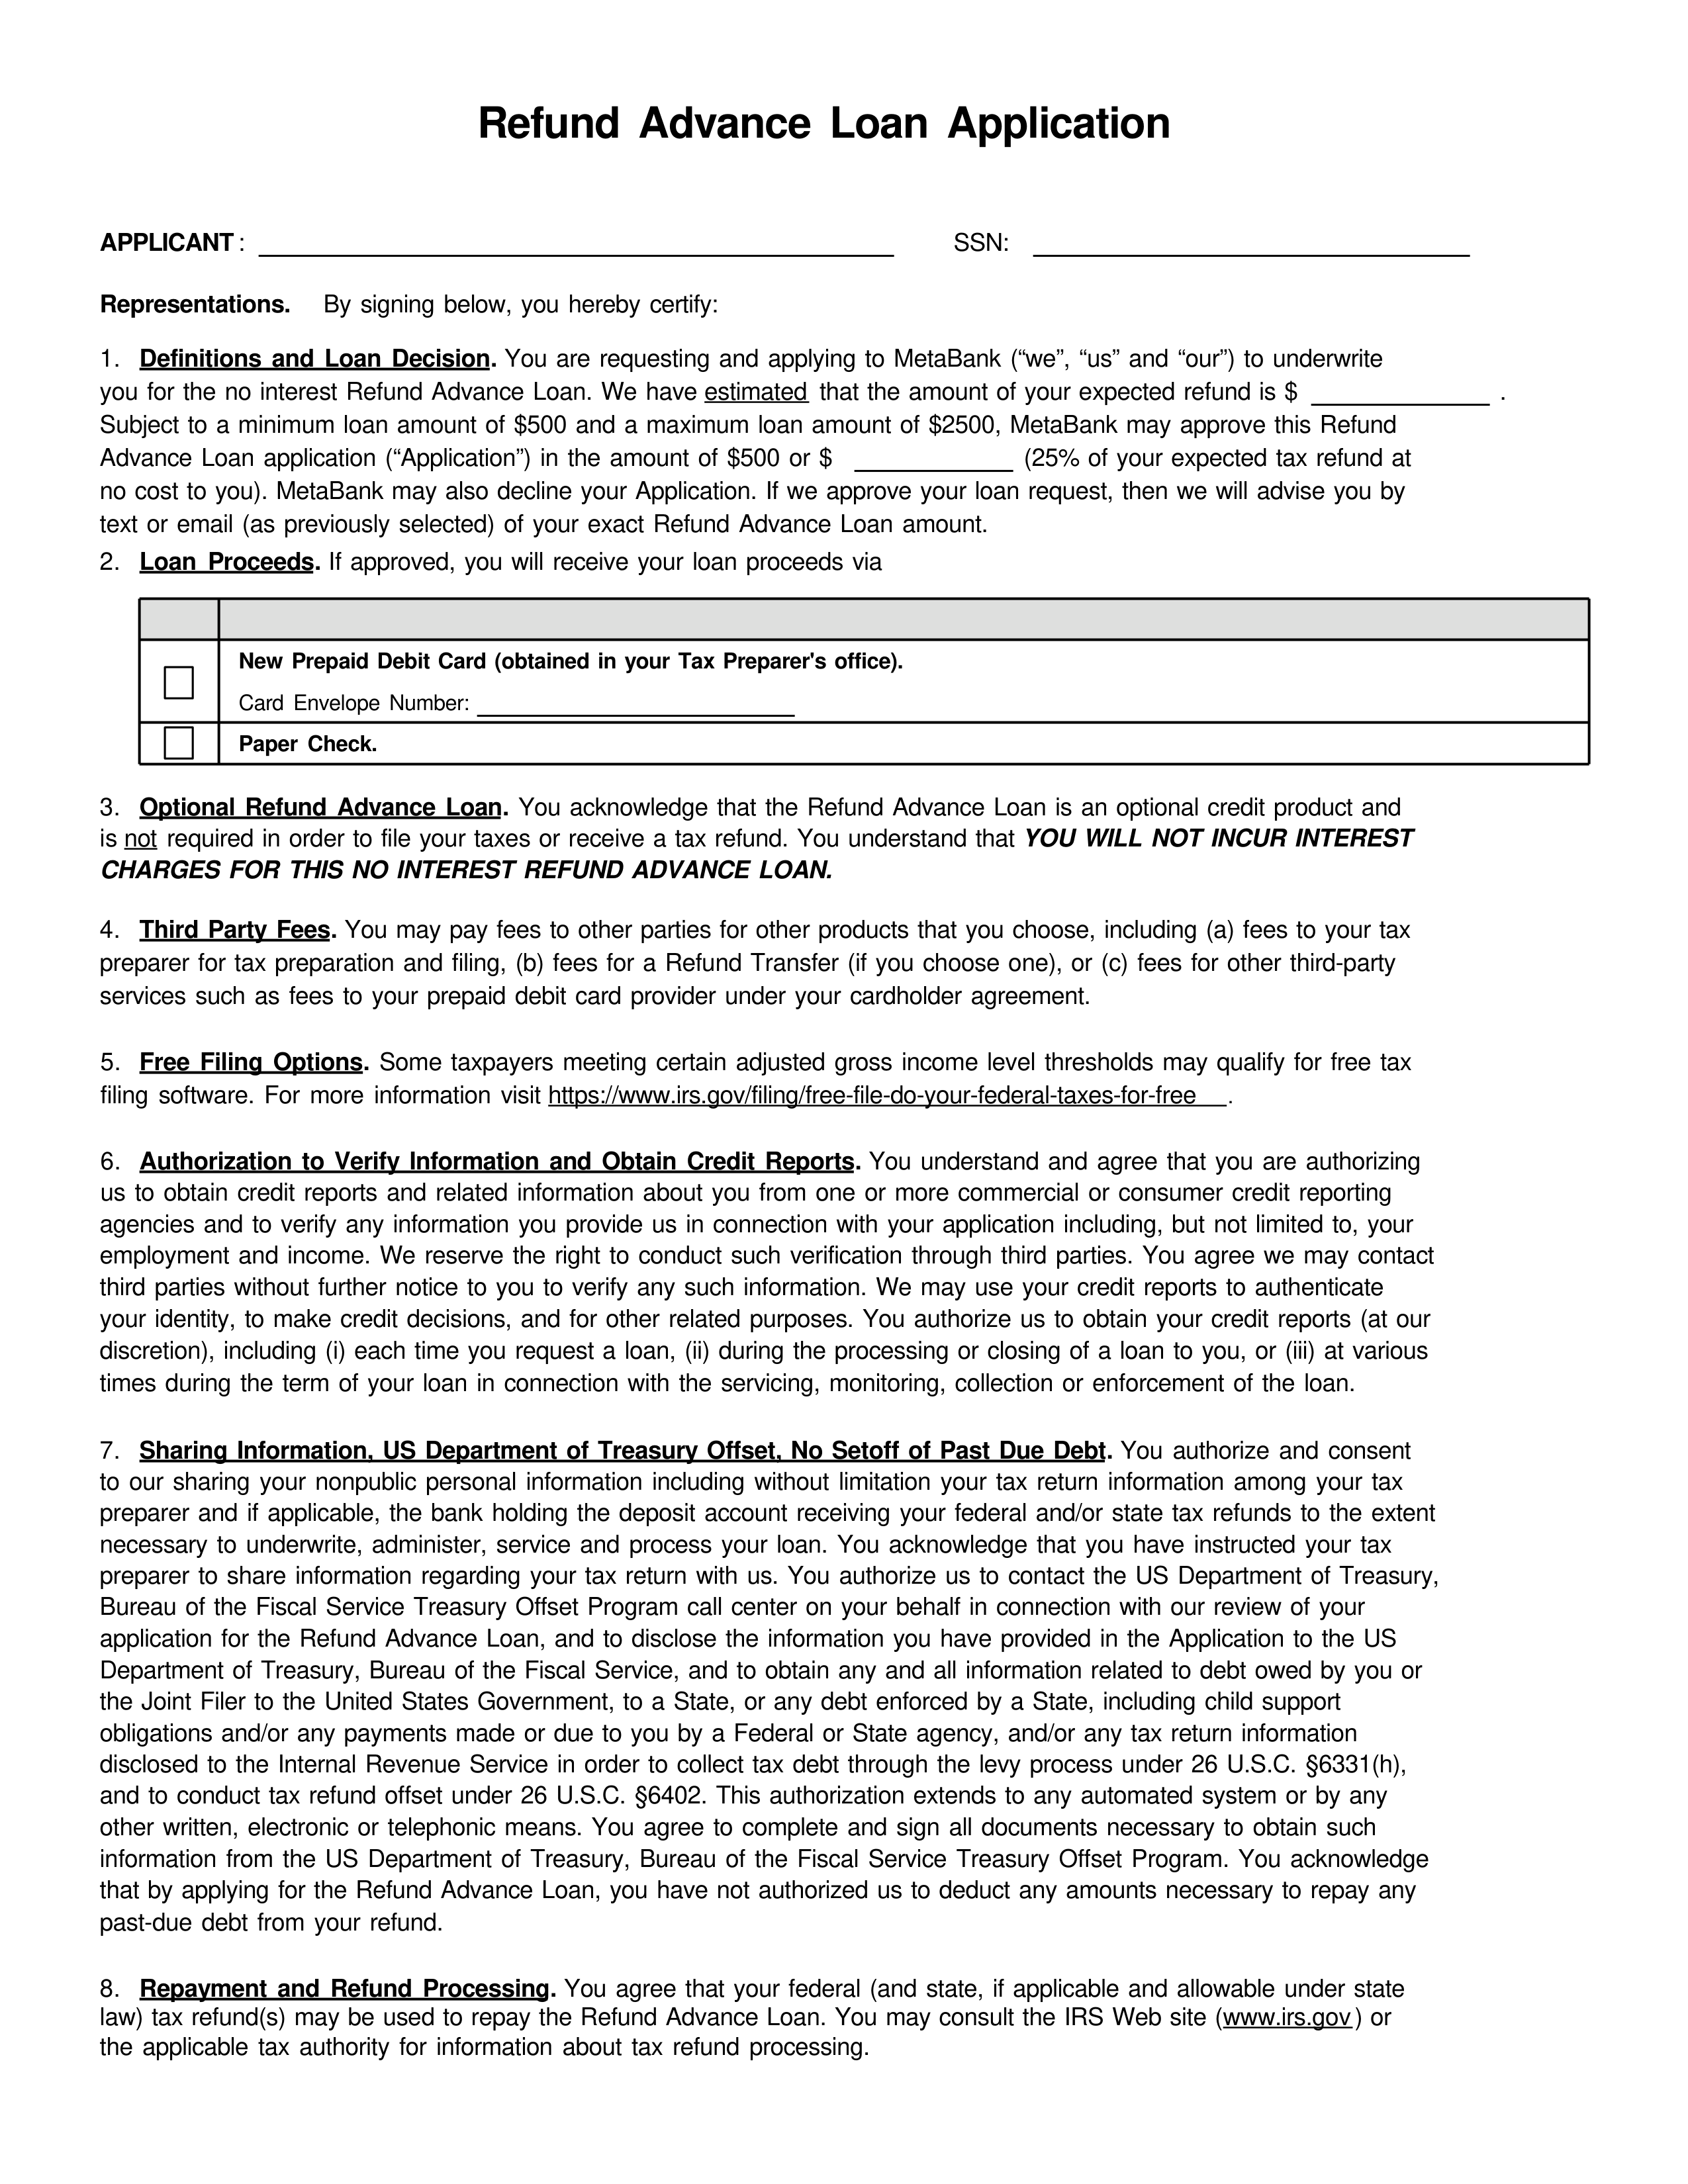 Refund Advance Loan Application
APPLICANT: SSN:
Representations. By signing below, you hereby certify:
1. Definitions and Loan Decision. You are requesting and applying to MetaBank (“we”, “us” and “our”) to underwrite
you for the no interest Refund Advance Loan. We have estimated that the amount of your expected refund is $ .
Subject to a minimum loan amount of $500 and a maximum loan amount of $2500, MetaBank may approve this Refund
Advance Loan application (“Application”) in the amount of $500 or $ (25% of your expected tax refund at
no cost to you). MetaBank may also decline your Application. If we approve your loan request, then we will advise you by
text or email (as previously selected) of your exact Refund Advance Loan amount.
2. Loan Proceeds. If approved, you will receive your loan proceeds via
New Prepaid Debit Card (obtained in your Tax Preparer's office).
Card Envelope Number:
Paper Check.
3. Optional Refund Advance Loan. You acknowledge that the Refund Advance Loan is an optional credit product and
is not required in order to file your taxes or receive a tax refund. You understand that YOU WILL NOT INCUR INTEREST
CHARGES FOR THIS NO INTEREST REFUND ADVANCE LOAN.
4. Third Party Fees. You may pay fees to other parties for other products that you choose, including (a) fees to your tax
preparer for tax preparation and filing, (b) fees for a Refund Transfer (if you choose one), or (c) fees for other third-party
services such as fees to your prepaid debit card provider under your cardholder agreement.
5. Free Filing Options. Some taxpayers meeting certain adjusted gross income level thresholds may qualify for free tax
filing software. For more information visit https://www.irs.gov/filing/free-file-do-your-federal-taxes-for-free .
6. Authorization to Verify Information and Obtain Credit Reports. You understand and agree that you are authorizing
us to obtain credit reports and related information about you from one or more commercial or consumer credit reporting
agencies and to verify any information you provide us in connection with your application including, but not limited to, your
employment and income. We reserve the right to conduct such verification through third parties. You agree we may contact
third parties without further notice to you to verify any such information. We may use your credit reports to authenticate
your identity, to make credit decisions, and for other related purposes. You authorize us to obtain your credit reports (at our
discretion), including (i) each time you request a loan, (ii) during the processing or closing of a loan to you, or (iii) at various
times during the term of your loan in connection with the servicing, monitoring, collection or enforcement of the loan.
7. Sharing Information, US Department of Treasury Offset, No Setoff of Past Due Debt. You authorize and consent
to our sharing your nonpublic personal information including without limitation your tax return information among your tax
preparer and if applicable, the bank holding the deposit account receiving your federal and/or state tax refunds to the extent
necessary to underwrite, administer, service and process your loan. You acknowledge that you have instructed your tax
preparer to share information regarding your tax return with us. You authorize us to contact the US Department of Treasury,
Bureau of the Fiscal Service Treasury Offset Program call center on your behalf in connection with our review of your
application for the Refund Advance Loan, and to disclose the information you have provided in the Application to the US
Department of Treasury, Bureau of the Fiscal Service, and to obtain any and all information related to debt owed by you or
the Joint Filer to the United States Government, to a State, or any debt enforced by a State, including child support
obligations and/or any payments made or due to you by a Federal or State agency, and/or any tax return information
disclosed to the Internal Revenue Service in order to collect tax debt through the levy process under 26 U.S.C. §6331(h),
and to conduct tax refund offset under 26 U.S.C. §6402. This authorization extends to any automated system or by any
other written, electronic or telephonic means. You agree to complete and sign all documents necessary to obtain such
information from the US Department of Treasury, Bureau of the Fiscal Service Treasury Offset Program. You acknowledge
that by applying for the Refund Advance Loan, you have not authorized us to deduct any amounts necessary to repay any
past-due debt from your refund.
8. Repayment and Refund Processing. You agree that your federal (and state, if applicable and allowable under state
law) tax refund(s) may be used to repay the Refund Advance Loan. You may consult the IRS Web site (www.irs.gov) or
the applicable tax authority for information about tax refund processing.